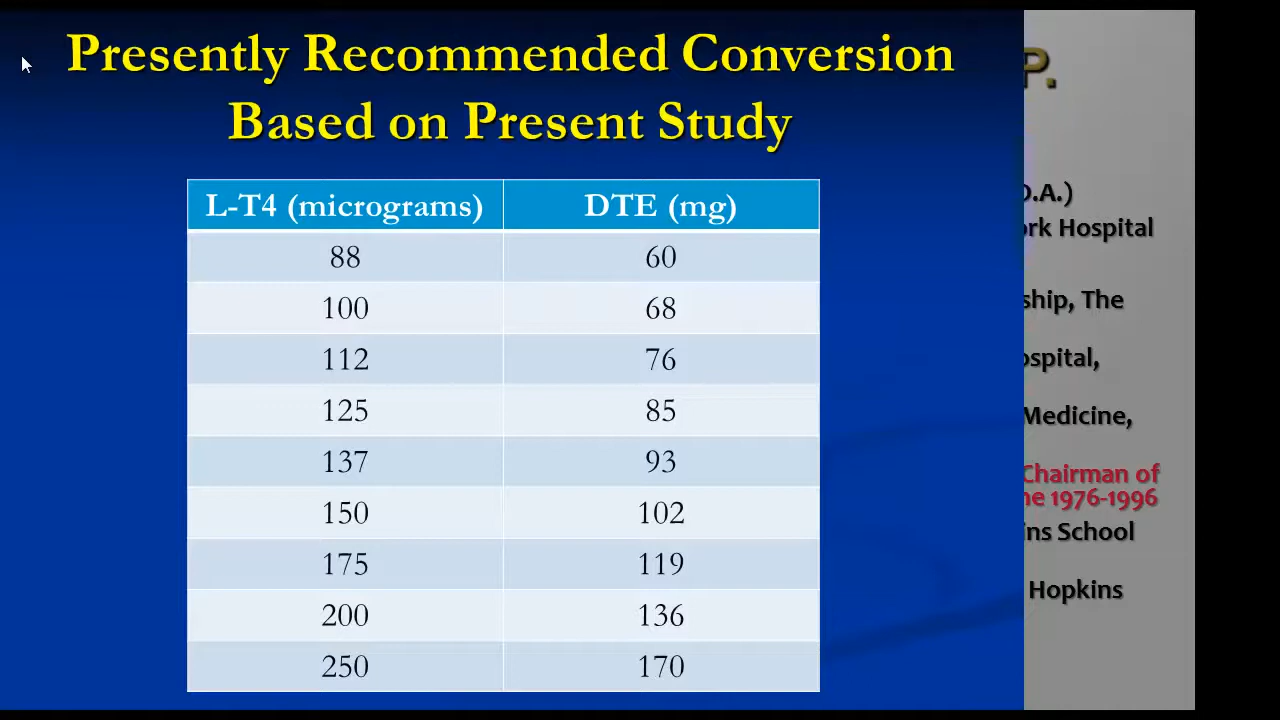 Presently Recommended Conversion
Based on Present Study
L-T4 (micrograms) DTE (mg)
88 60
100 68
112 76
125 85
137 93
150 102
175 119
200 136
250 170
P.
D.A.)
ork Hospital
ship, The
ospital,
Medicine,
Chairman of
ne 1976-1996
ins School
Hopkins